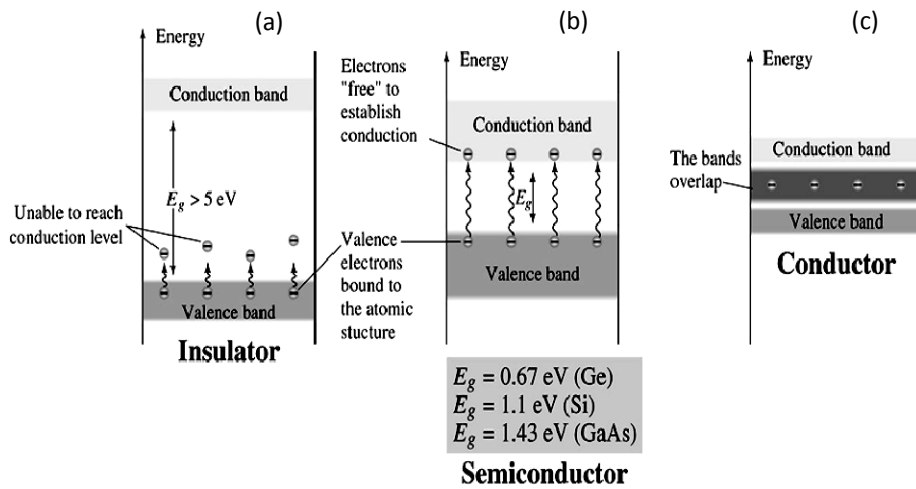 (a)
Energy
Conduction band
E_g > 5 eV
Unable to reach
conduction level
Valence band
Insulator
Valence
electrons
bound to
the atomic
stucture
(b)
Energy
Electrons
"free" to
establish
conduction
Conduction band
E_g
Valence band
E_g = 0.67 eV (Ge)
E_g = 1.1 eV (Si)
E_g = 1.43 eV (GaAs)
Semiconductor
(c)
Energy
Conduction band
The bands
overlap
Valence band
Conductor